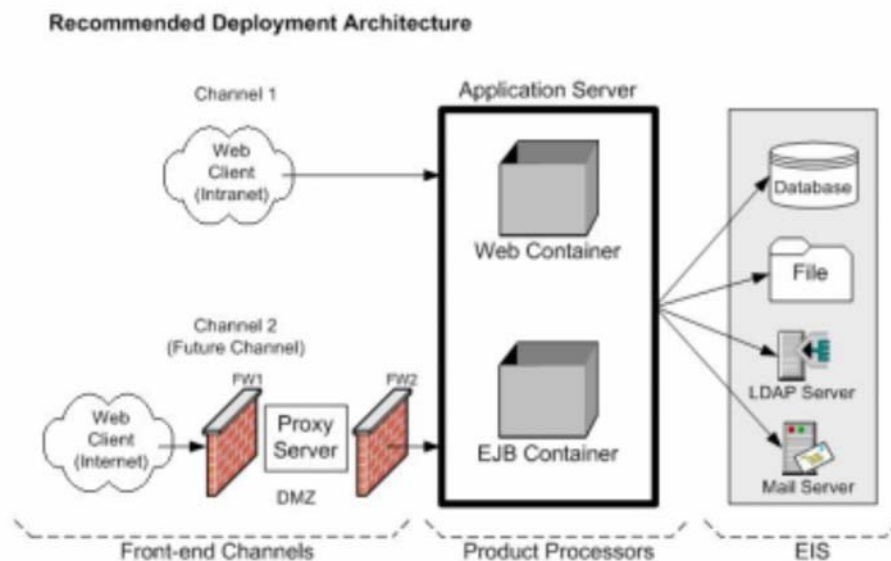 Recommended Deployment Architecture
Channel 1
Web
Client
(Intranet)
Application Server
Web Container
EJB Container
Database
File
LDAP Server
Mail Server
Channel 2
(Future Channel)
FW1
FW2
Web
Client
(Internet)
Proxy
Server
DMZ
Front-end Channels
Product Processors
EIS